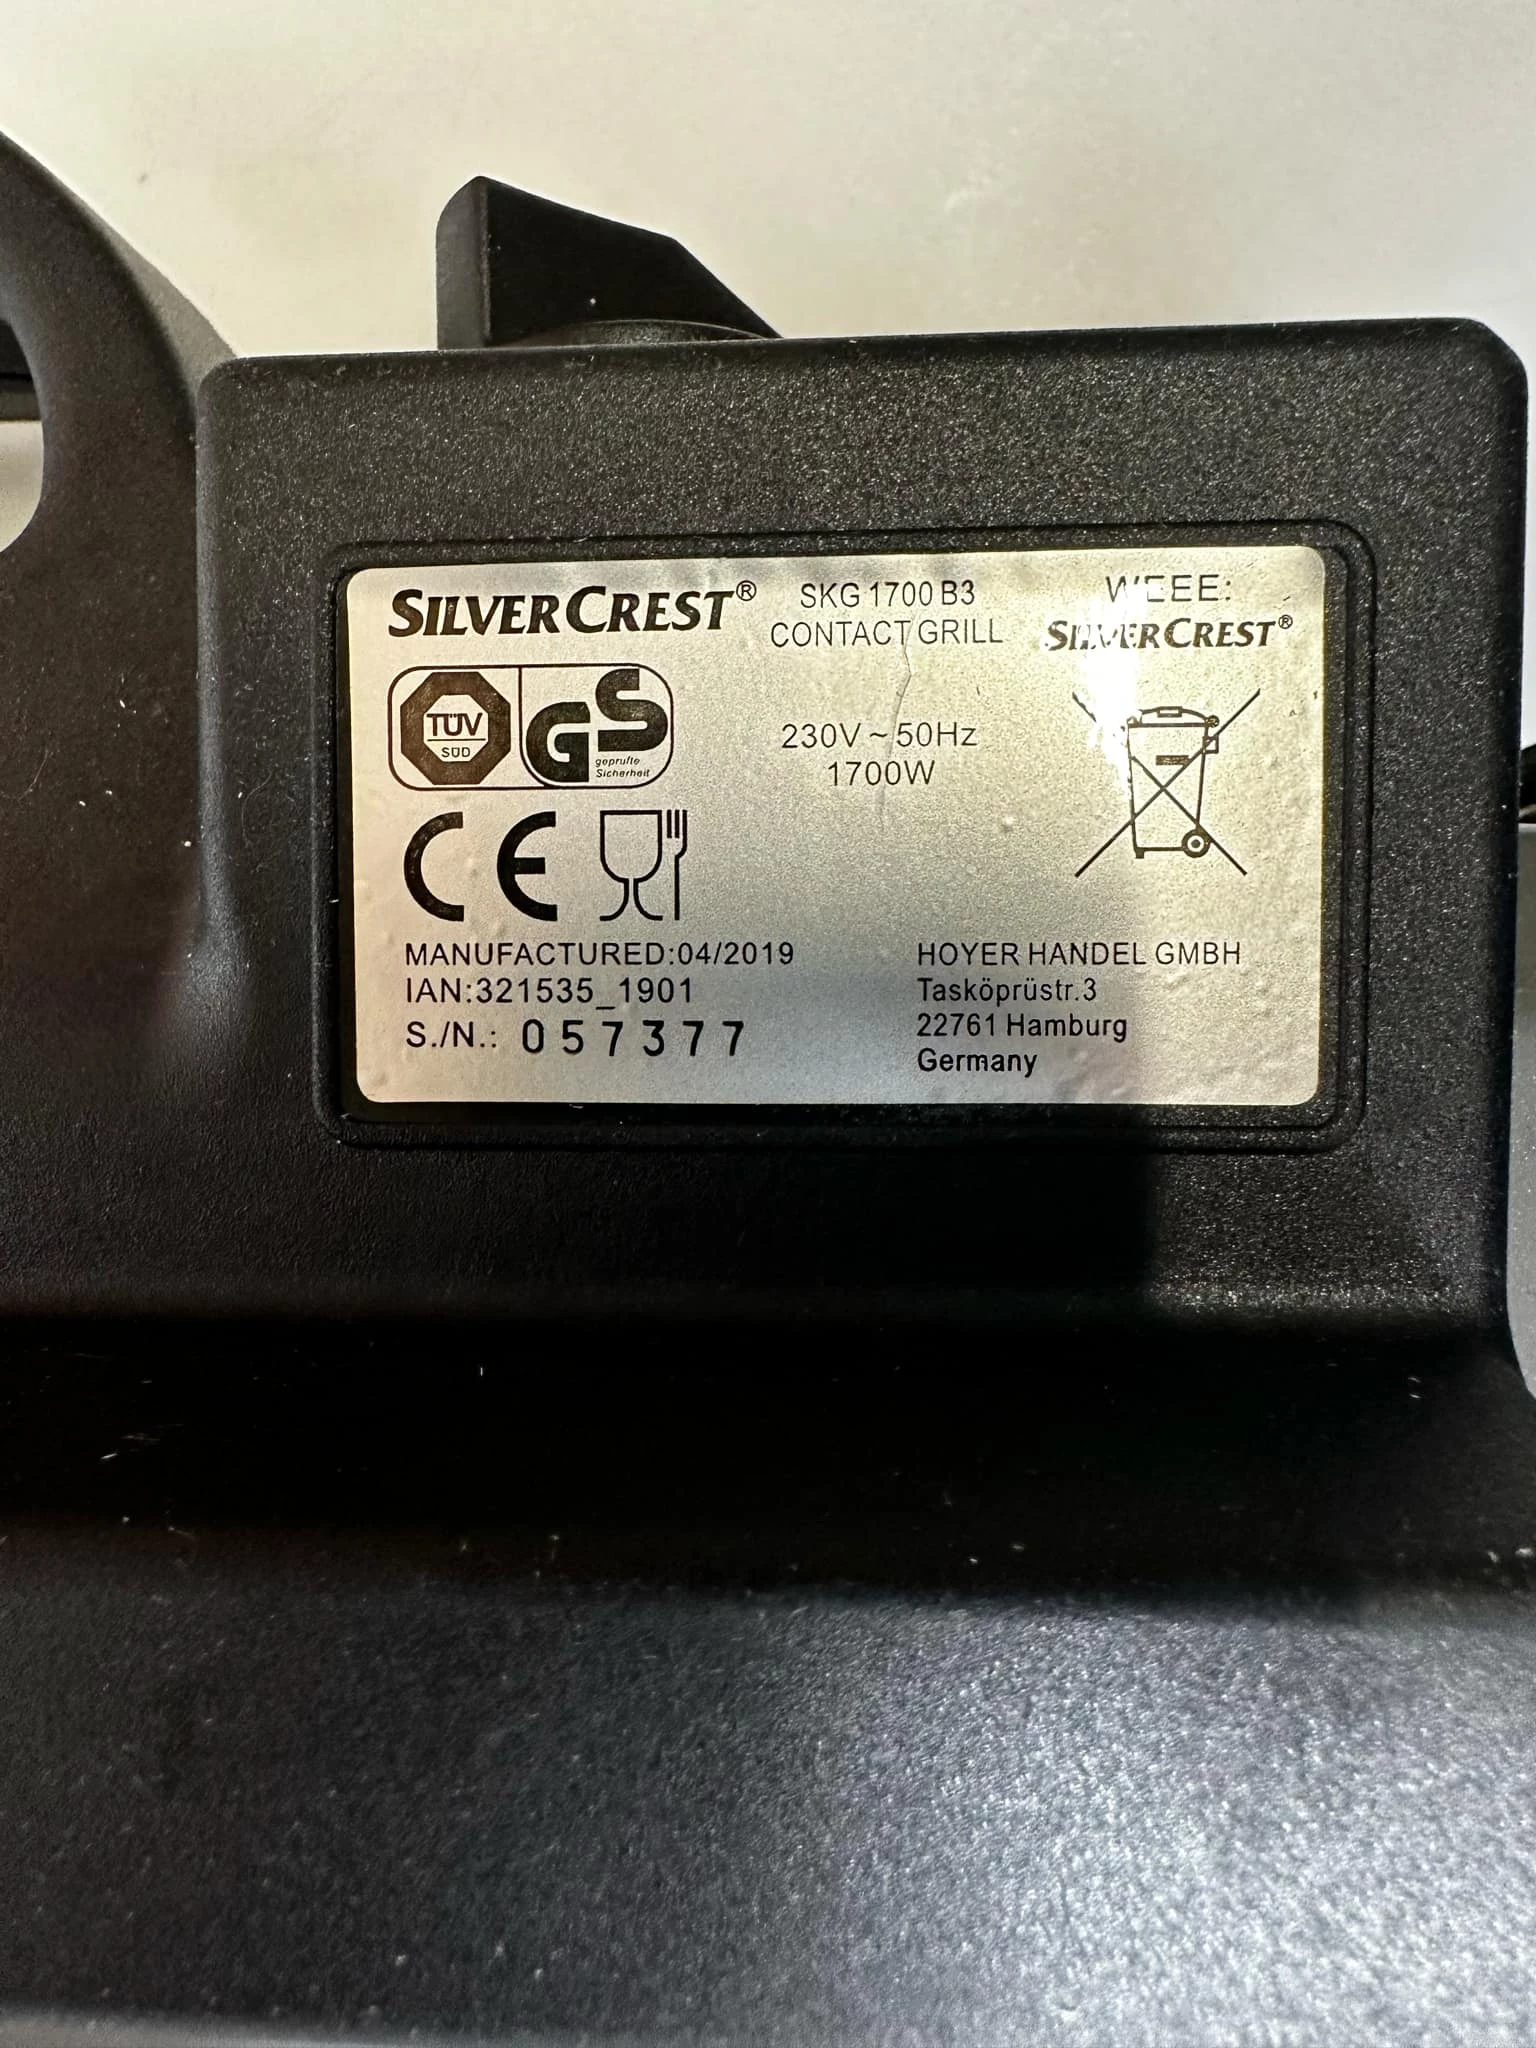 SILVERCREST®
SKG 1700 B3
CONTACT GRILL
WEEE:
SILVERCREST®
TÜV
SÜD
GS
geprüfte
Sicherheit
230V ~ 50Hz
1700W
CE
MANUFACTURED:04/2019
IAN:321535_1901
S./N.: 057377
HOYER HANDEL GMBH
Tasköprüstr.3
22761 Hamburg
Germany